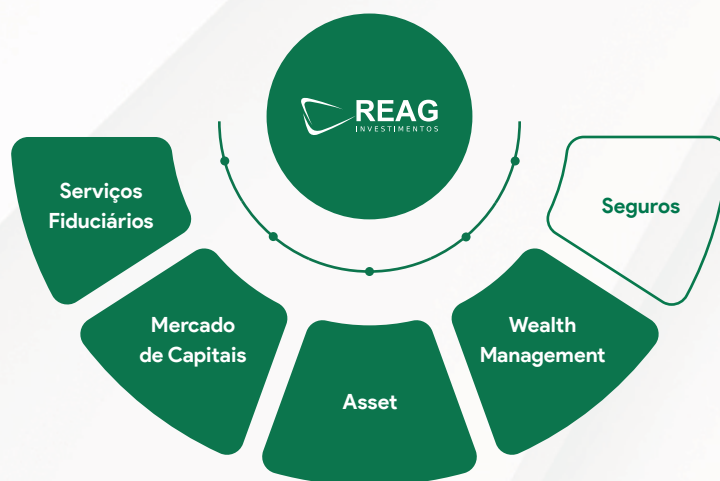 REAG
INVESTIMENTOS
Serviços
Fiduciários
Mercado
de Capitais
Asset
Wealth
Management
Seguros